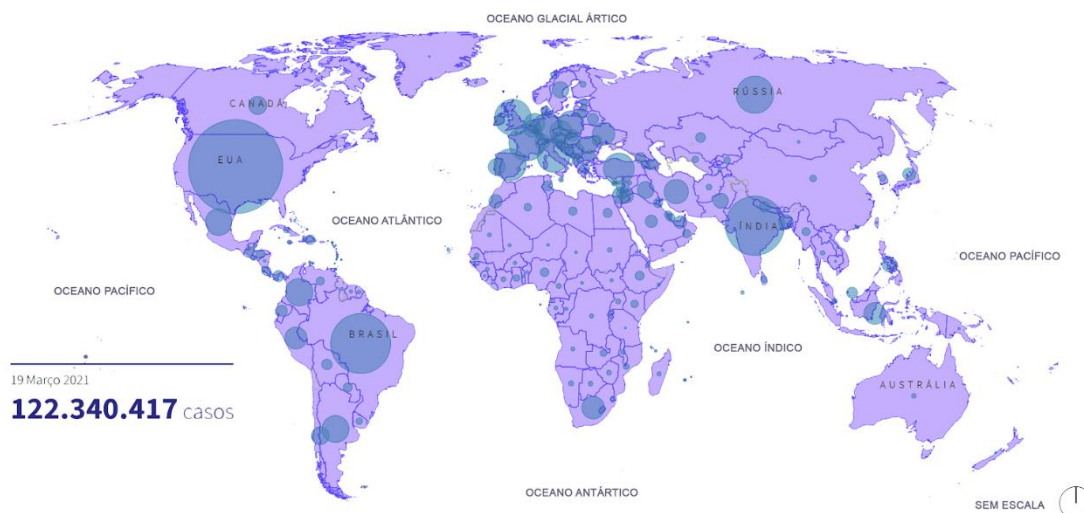 OCEANO GLACIAL ÁRTICO
CANADÁ
RÚSSIA
EUA
OCEANO ATLÂNTICO
ÍNDIA
OCEANO PACÍFICO
OCEANO PACÍFICO
BRASIL
OCEANO ÍNDICO
19 Março 2021
AUSTRÁLIA
122.340.417 casos
OCEANO ANTÁRTICO
SEM ESCALA